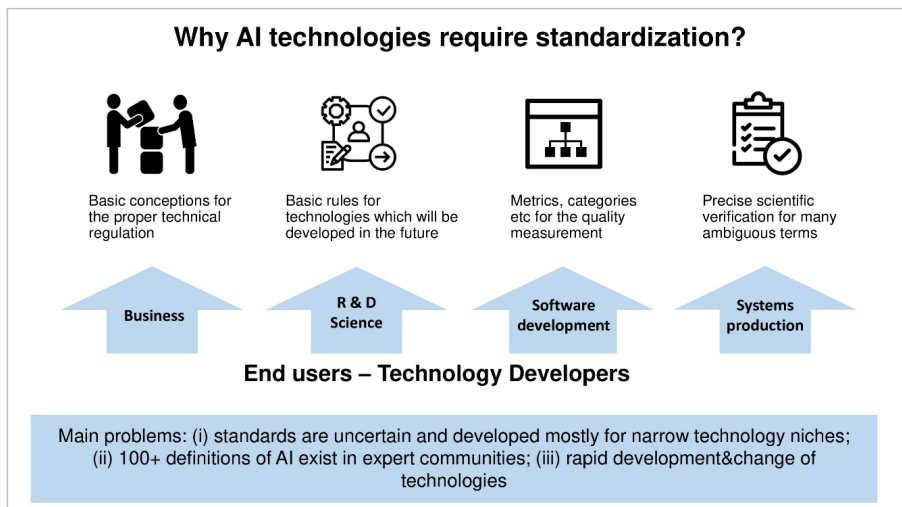 Why AI technologies require standardization?
Basic conceptions for
the proper technical
regulation
Basic rules for
technologies which will be
developed in the future
Metrics, categories
etc for the quality
measurement
Precise scientific
verification for many
ambiguous terms
Business
R & D
Science
Software
development
Systems
production
End users – Technology Developers
Main problems: (i) standards are uncertain and developed mostly for narrow technology niches;
(ii) 100+ definitions of AI exist in expert communities; (iii) rapid development&change of
technologies